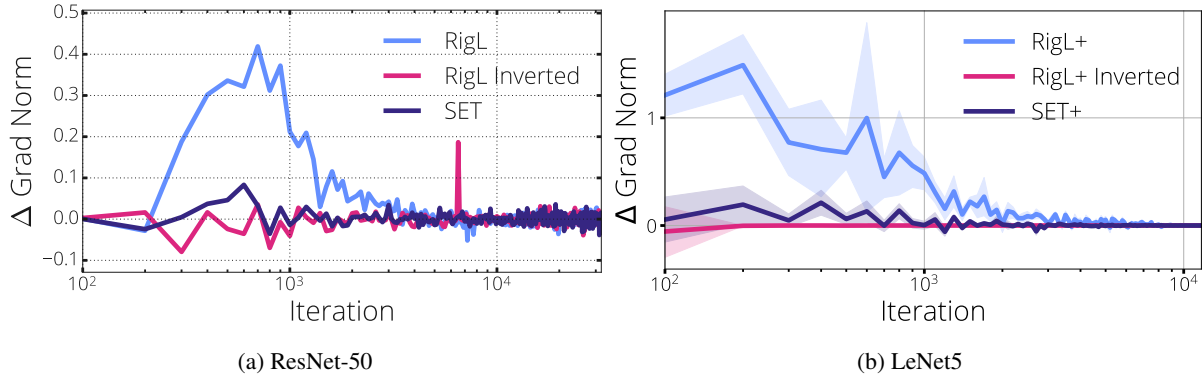 Δ Grad Norm
0.5
0.4
0.3
0.2
0.1
0.0
−0.1
RigL
RigL Inverted
SET
10²
10³
10⁴
Iteration
(a) ResNet-50
Δ Grad Norm
1
0
RigL+
RigL+ Inverted
SET+
10²
10³
10⁴
Iteration
(b) LeNet5